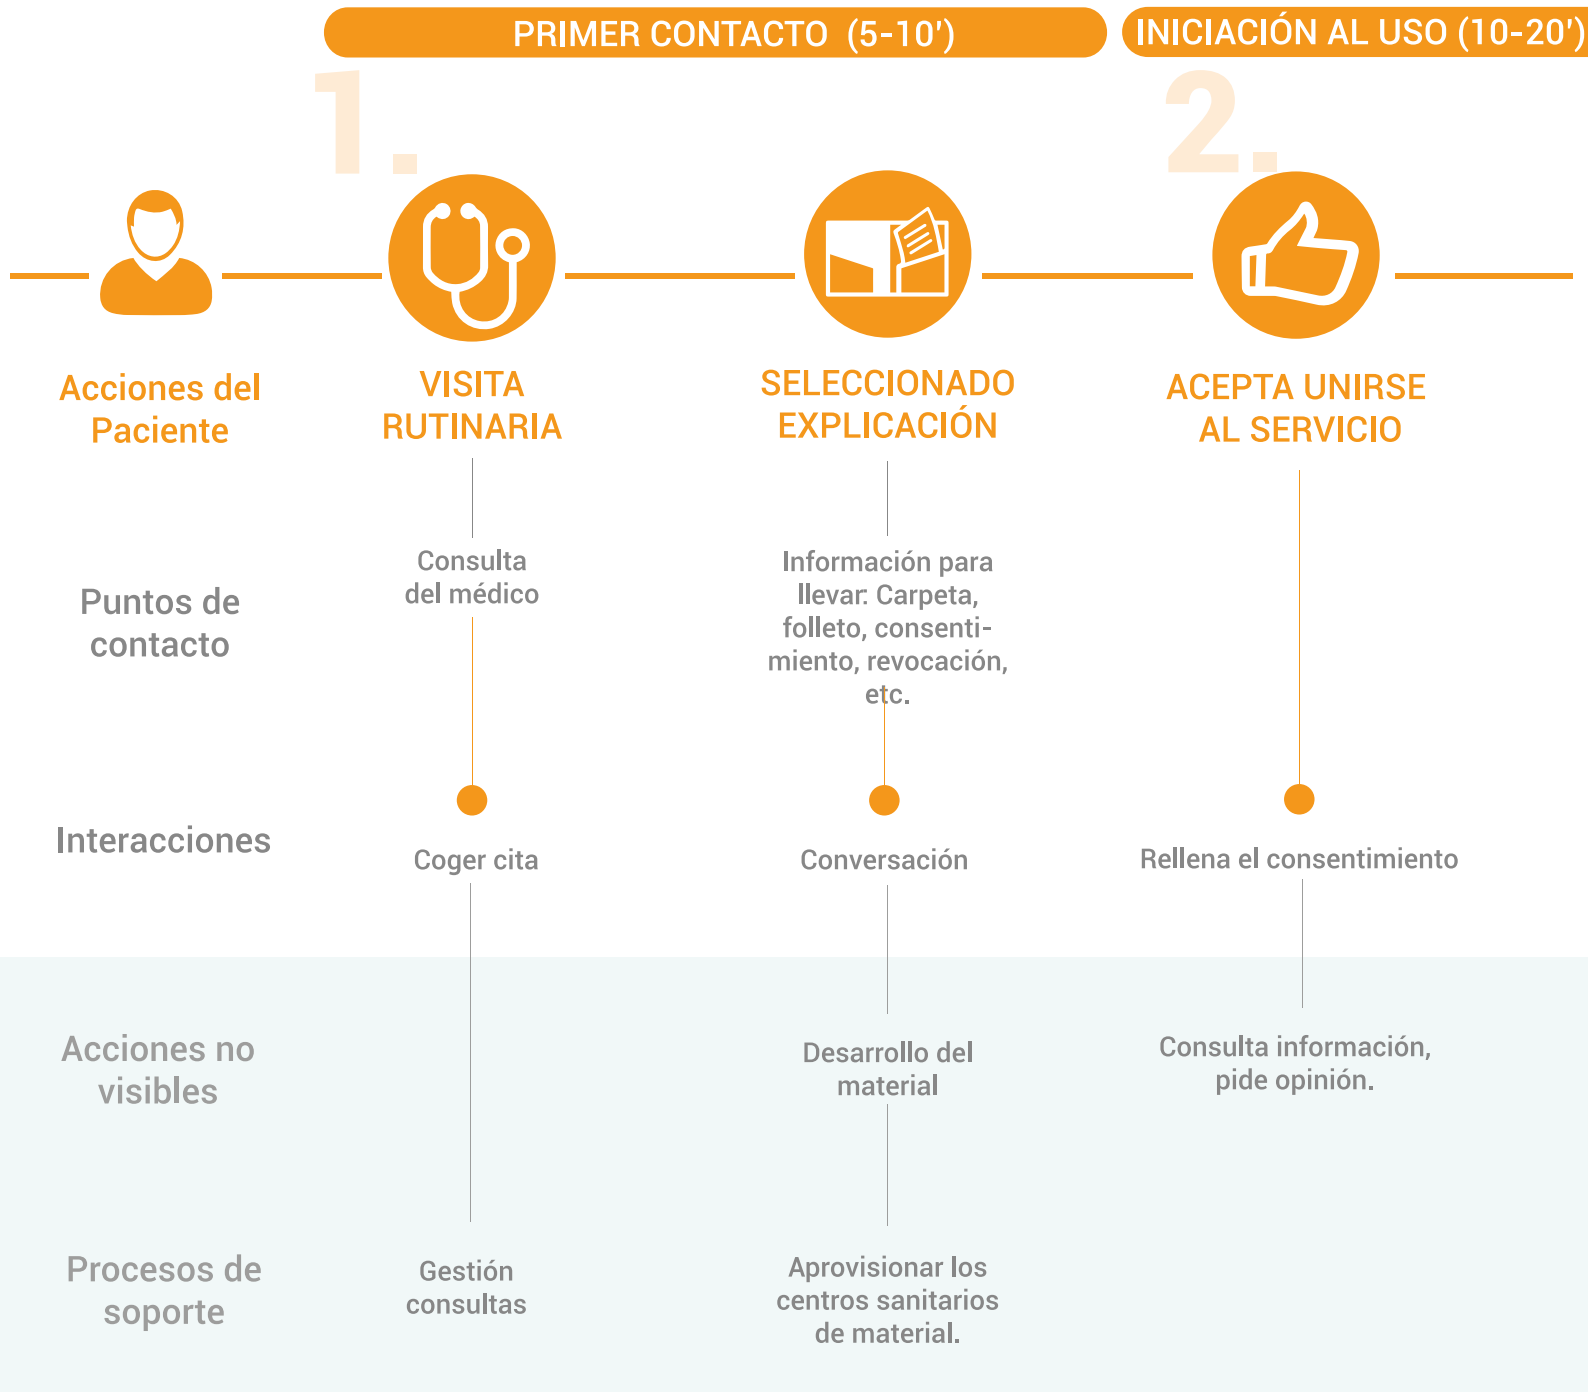 PRIMER CONTACTO (5-10')
INICIACIÓN AL USO (10-20')
1.
2.
Acciones del
Paciente
VISITA
RUTINARIA
SELECCIONADO
EXPLICACIÓN
ACEPTA UNIRSE
AL SERVICIO
Puntos de
contacto
Consulta
del médico
Información para
llevar: Carpeta,
folleto, consenti-
miento, revocación,
etc.
Interacciones
Coger cita
Conversación
Rellena el consentimiento
Acciones no
visibles
Desarrollo del
material
Consulta información,
pide opinión.
Procesos de
soporte
Gestión
consultas
Aprovisionar los
centros sanitarios
de material.